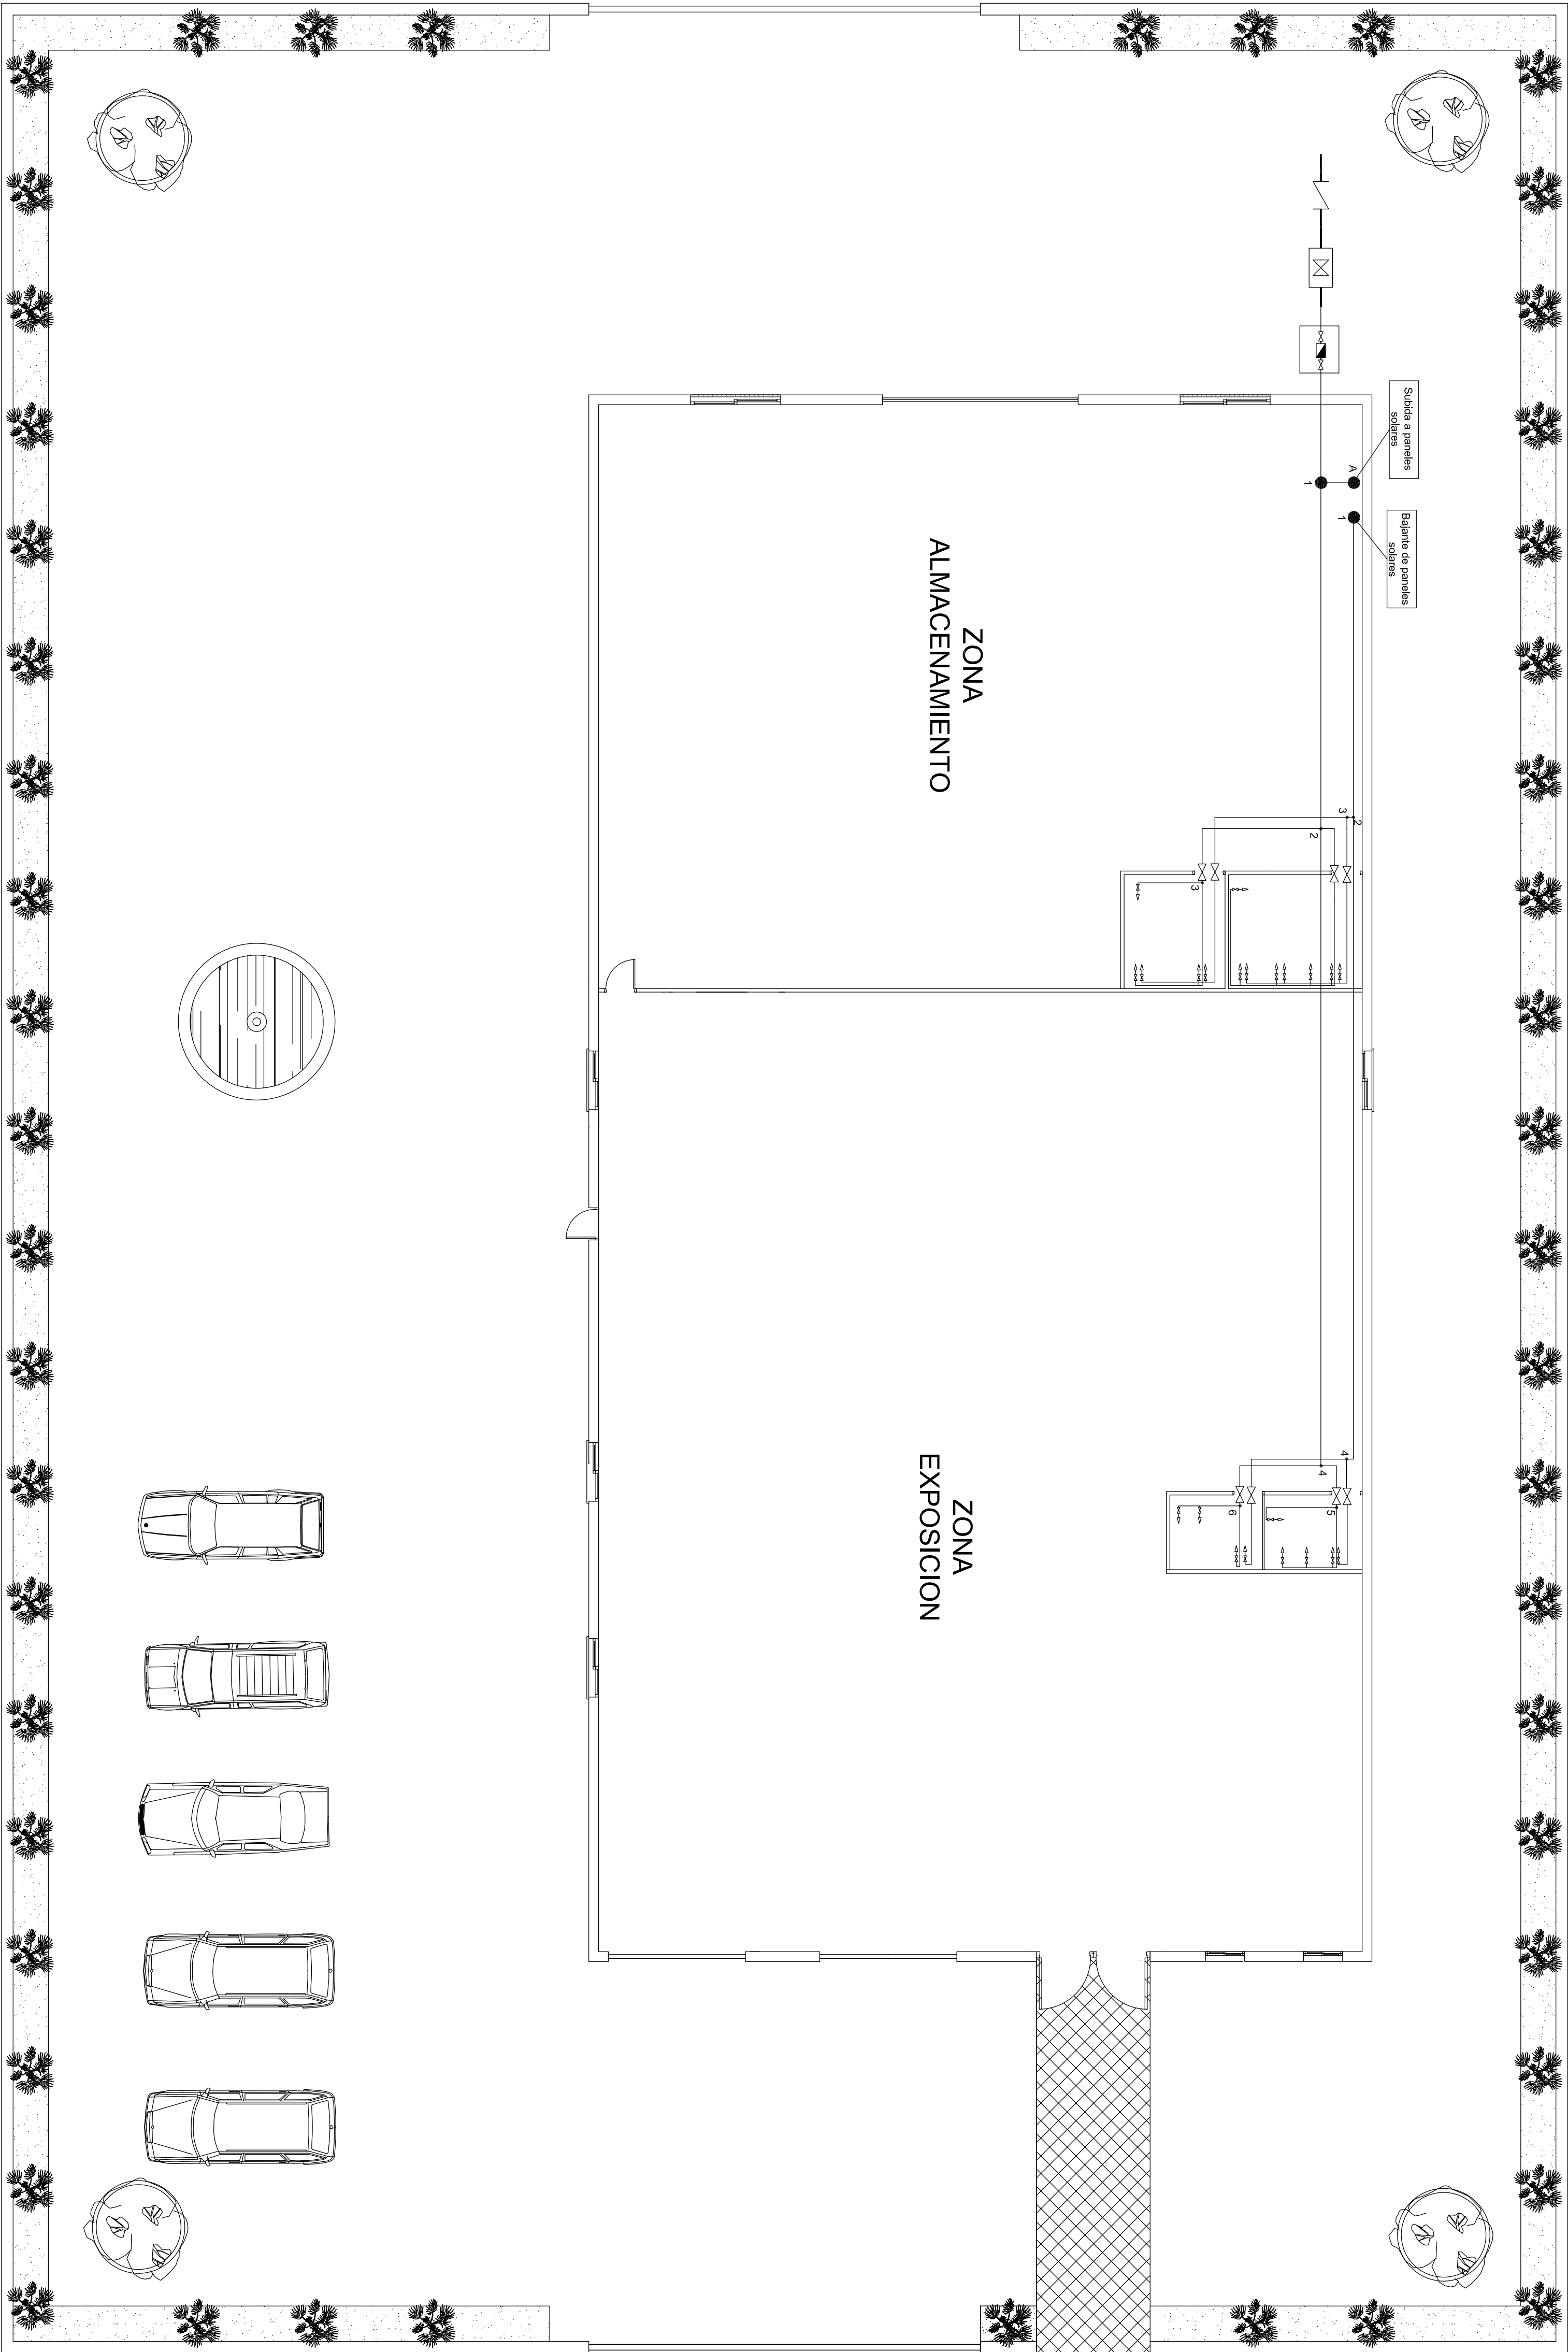 Subida a paneles
solares
Bajante de paneles
solares
A
1
1
ZONA
ALMACENAMIENTO
3
2
2
3
ZONA
EXPOSICION
4
4
5
6